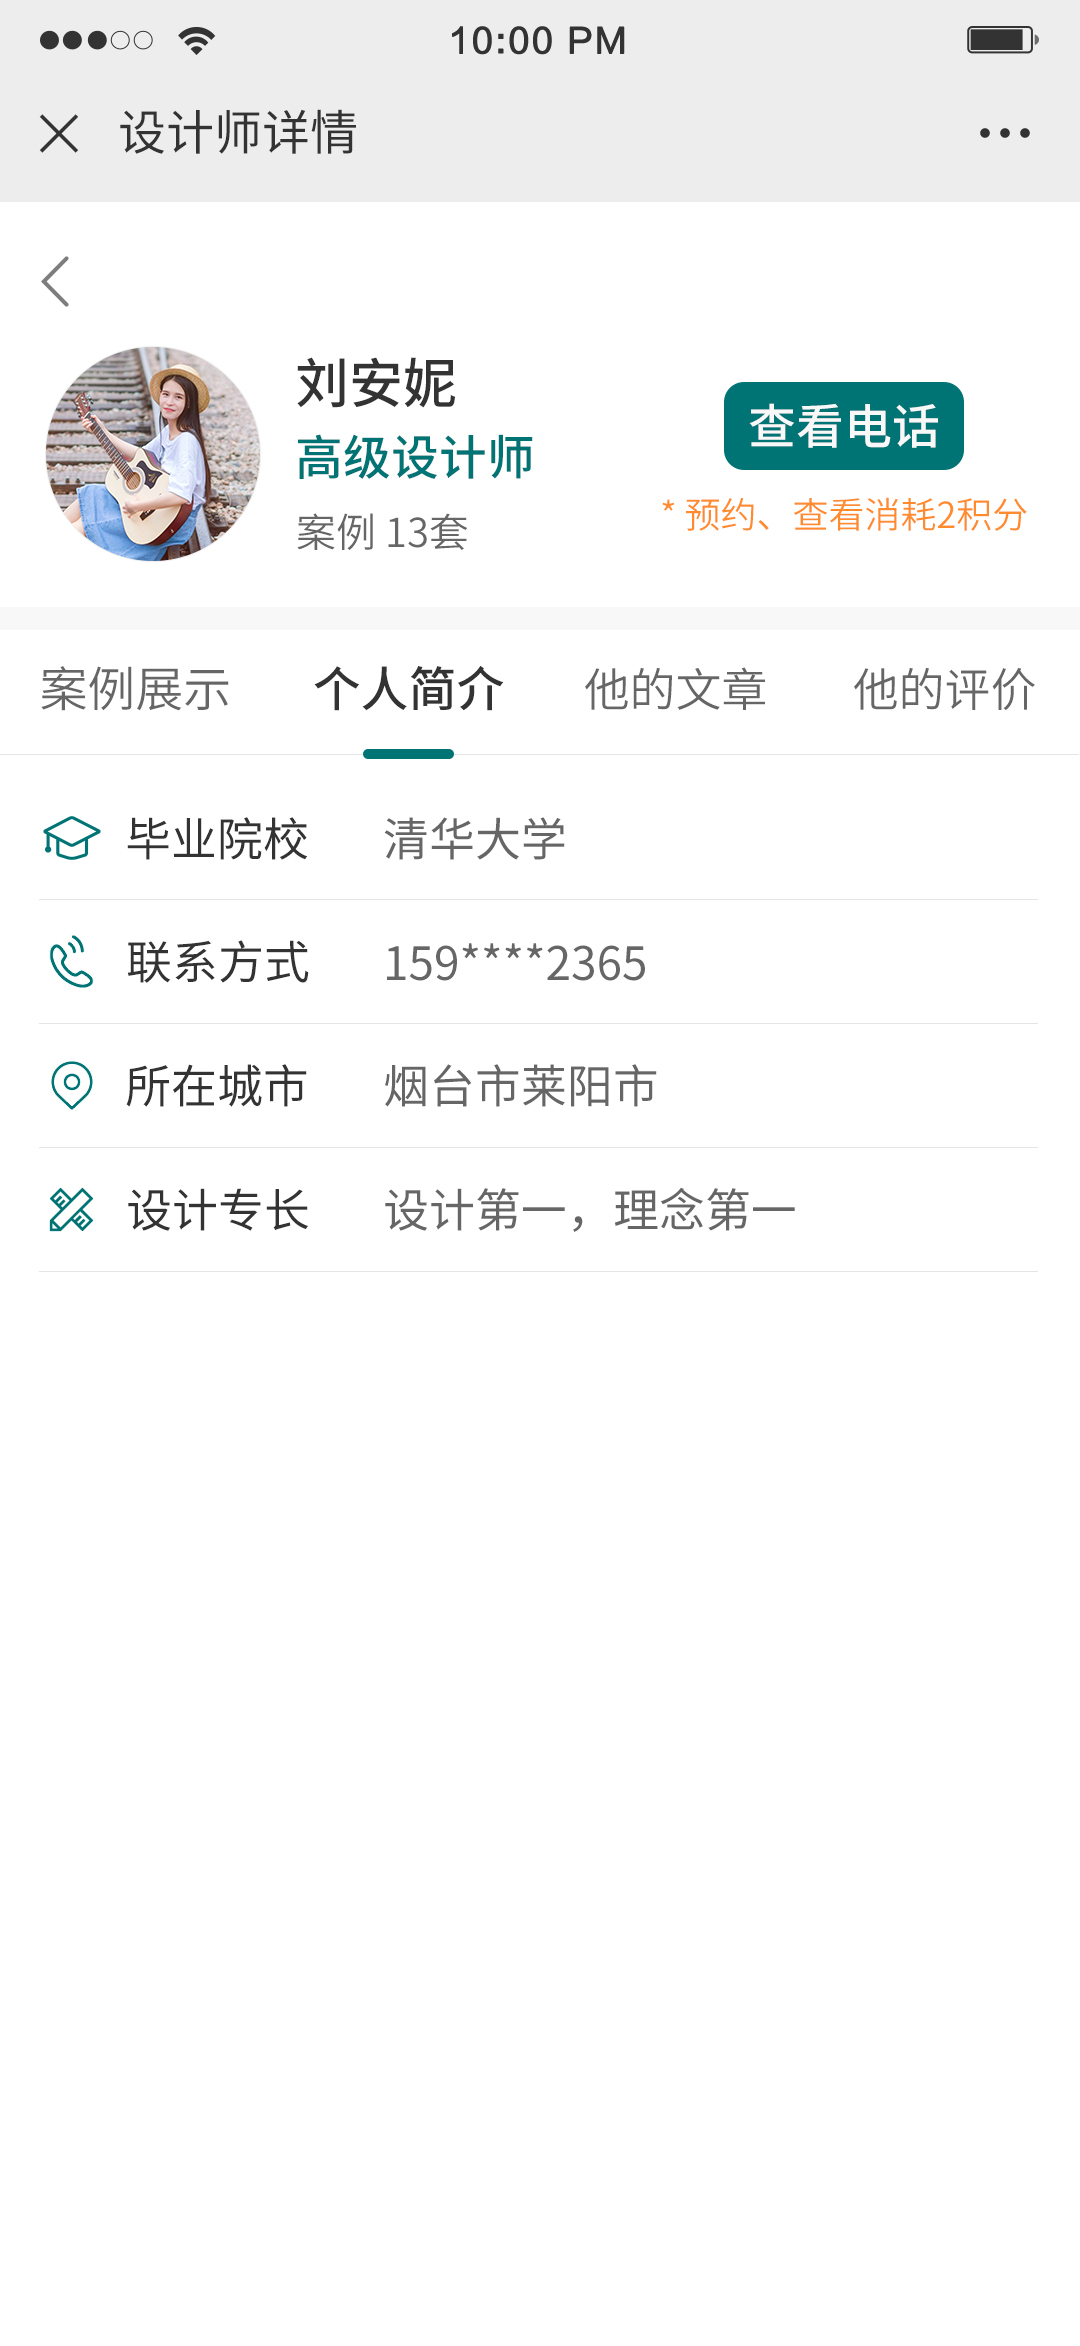 10:00 PM
设计师详情
刘安妮
高级设计师
案例 13套
查看电话
* 预约、查看消耗2积分
案例展示 个人简介 他的文章 他的评价
毕业院校 清华大学
联系方式 159****2365
所在城市 烟台市莱阳市
设计专长 设计第一，理念第一